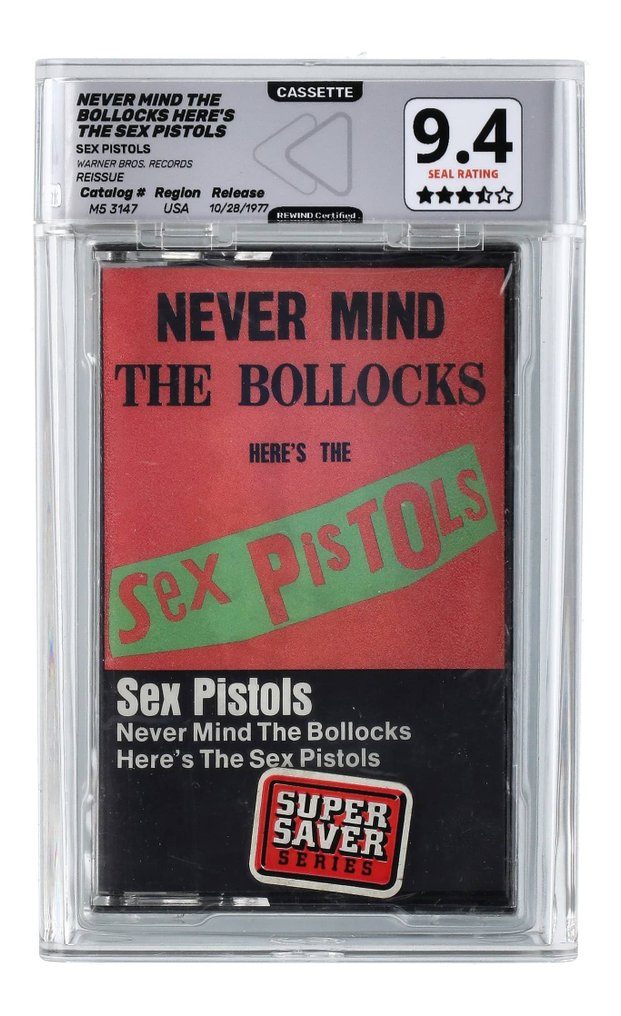 NEVER MIND THE
BOLLOCKS HERE'S
THE SEX PISTOLS
SEX PISTOLS
WARNER BROS. RECORDS
REISSUE
Catalog # Region Release
M5 3147 USA 10/28/1977
CASSETTE
REWIND Certified
9.4
SEAL RATING
NEVER MIND
THE BOLLOCKS
HERE'S THE
Sex PisTOLS
Sex Pistols
Never Mind The Bollocks
Here's The Sex Pistols
SUPER
SAVER
SERIES